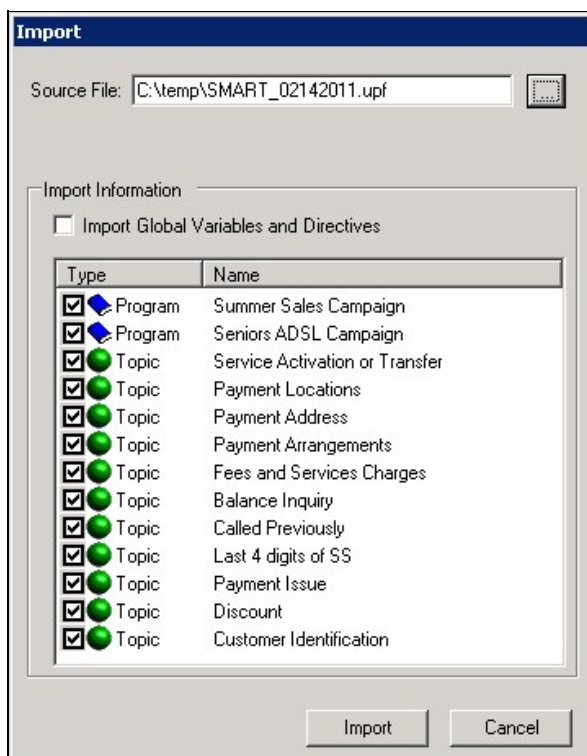 Import
Source File: C:\temp\SMART_02142011.upf ...
Import Information
Import Global Variables and Directives
Type Name
Program Summer Sales Campaign
Program Seniors ADSL Campaign
Topic Service Activation or Transfer
Topic Payment Locations
Topic Payment Address
Topic Payment Arrangements
Topic Fees and Services Charges
Topic Balance Inquiry
Topic Called Previously
Topic Last 4 digits of SS
Topic Payment Issue
Topic Discount
Topic Customer Identification
Import Cancel